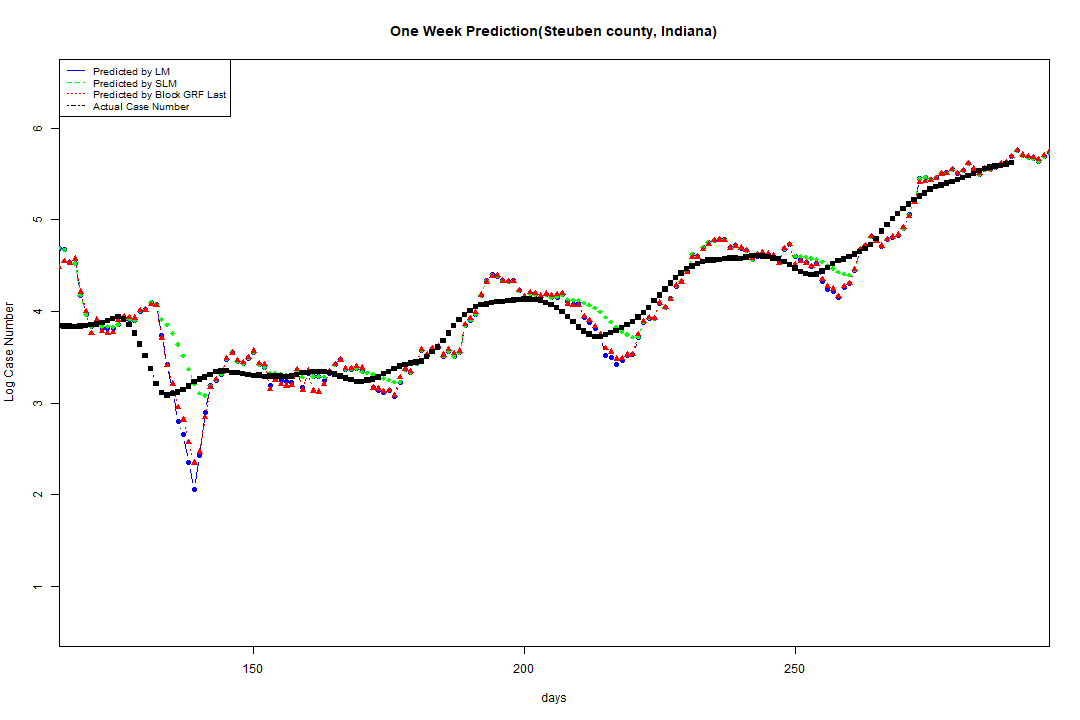 One Week Prediction(Steuben county, Indiana)
Predicted by LM
Predicted by SLM
Predicted by Block GRF Last
Actual Case Number
6
5
4
3
2
1
Log Case Number
150 200 250
days